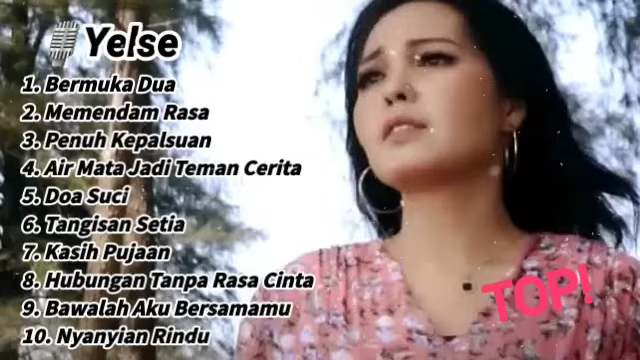 Yelse
1. Bermuka Dua
2. Memendam Rasa
3. Penuh Kepalsuan
4. Air Mata Jadi Teman Cerita
5. Doa Suci
6. Tangisan Setia
7. Kasih Pujaan
8. Hubungan Tanpa Rasa Cinta
9. Bawalah Aku Bersamamu
10. Nyanyian Rindu
TOP!